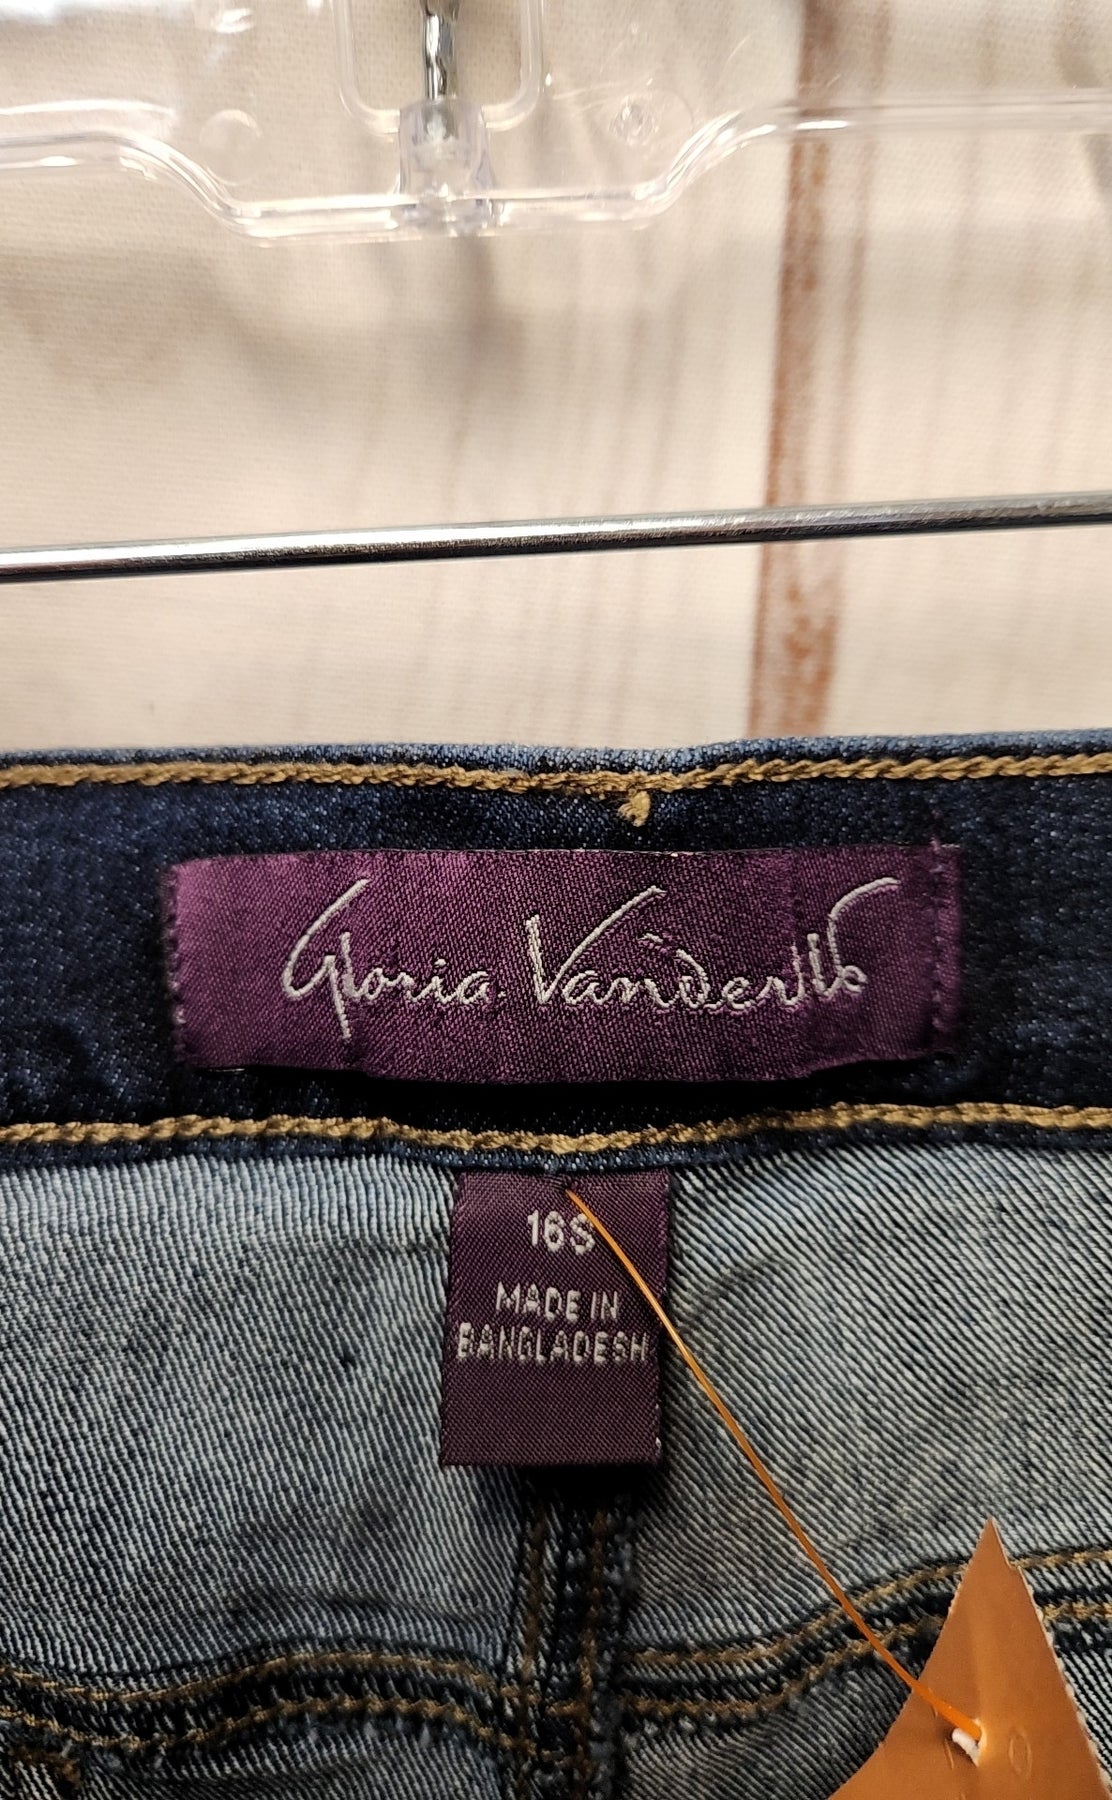 Gloria Vanderbilt
16S
MADE IN
BANGLADESH